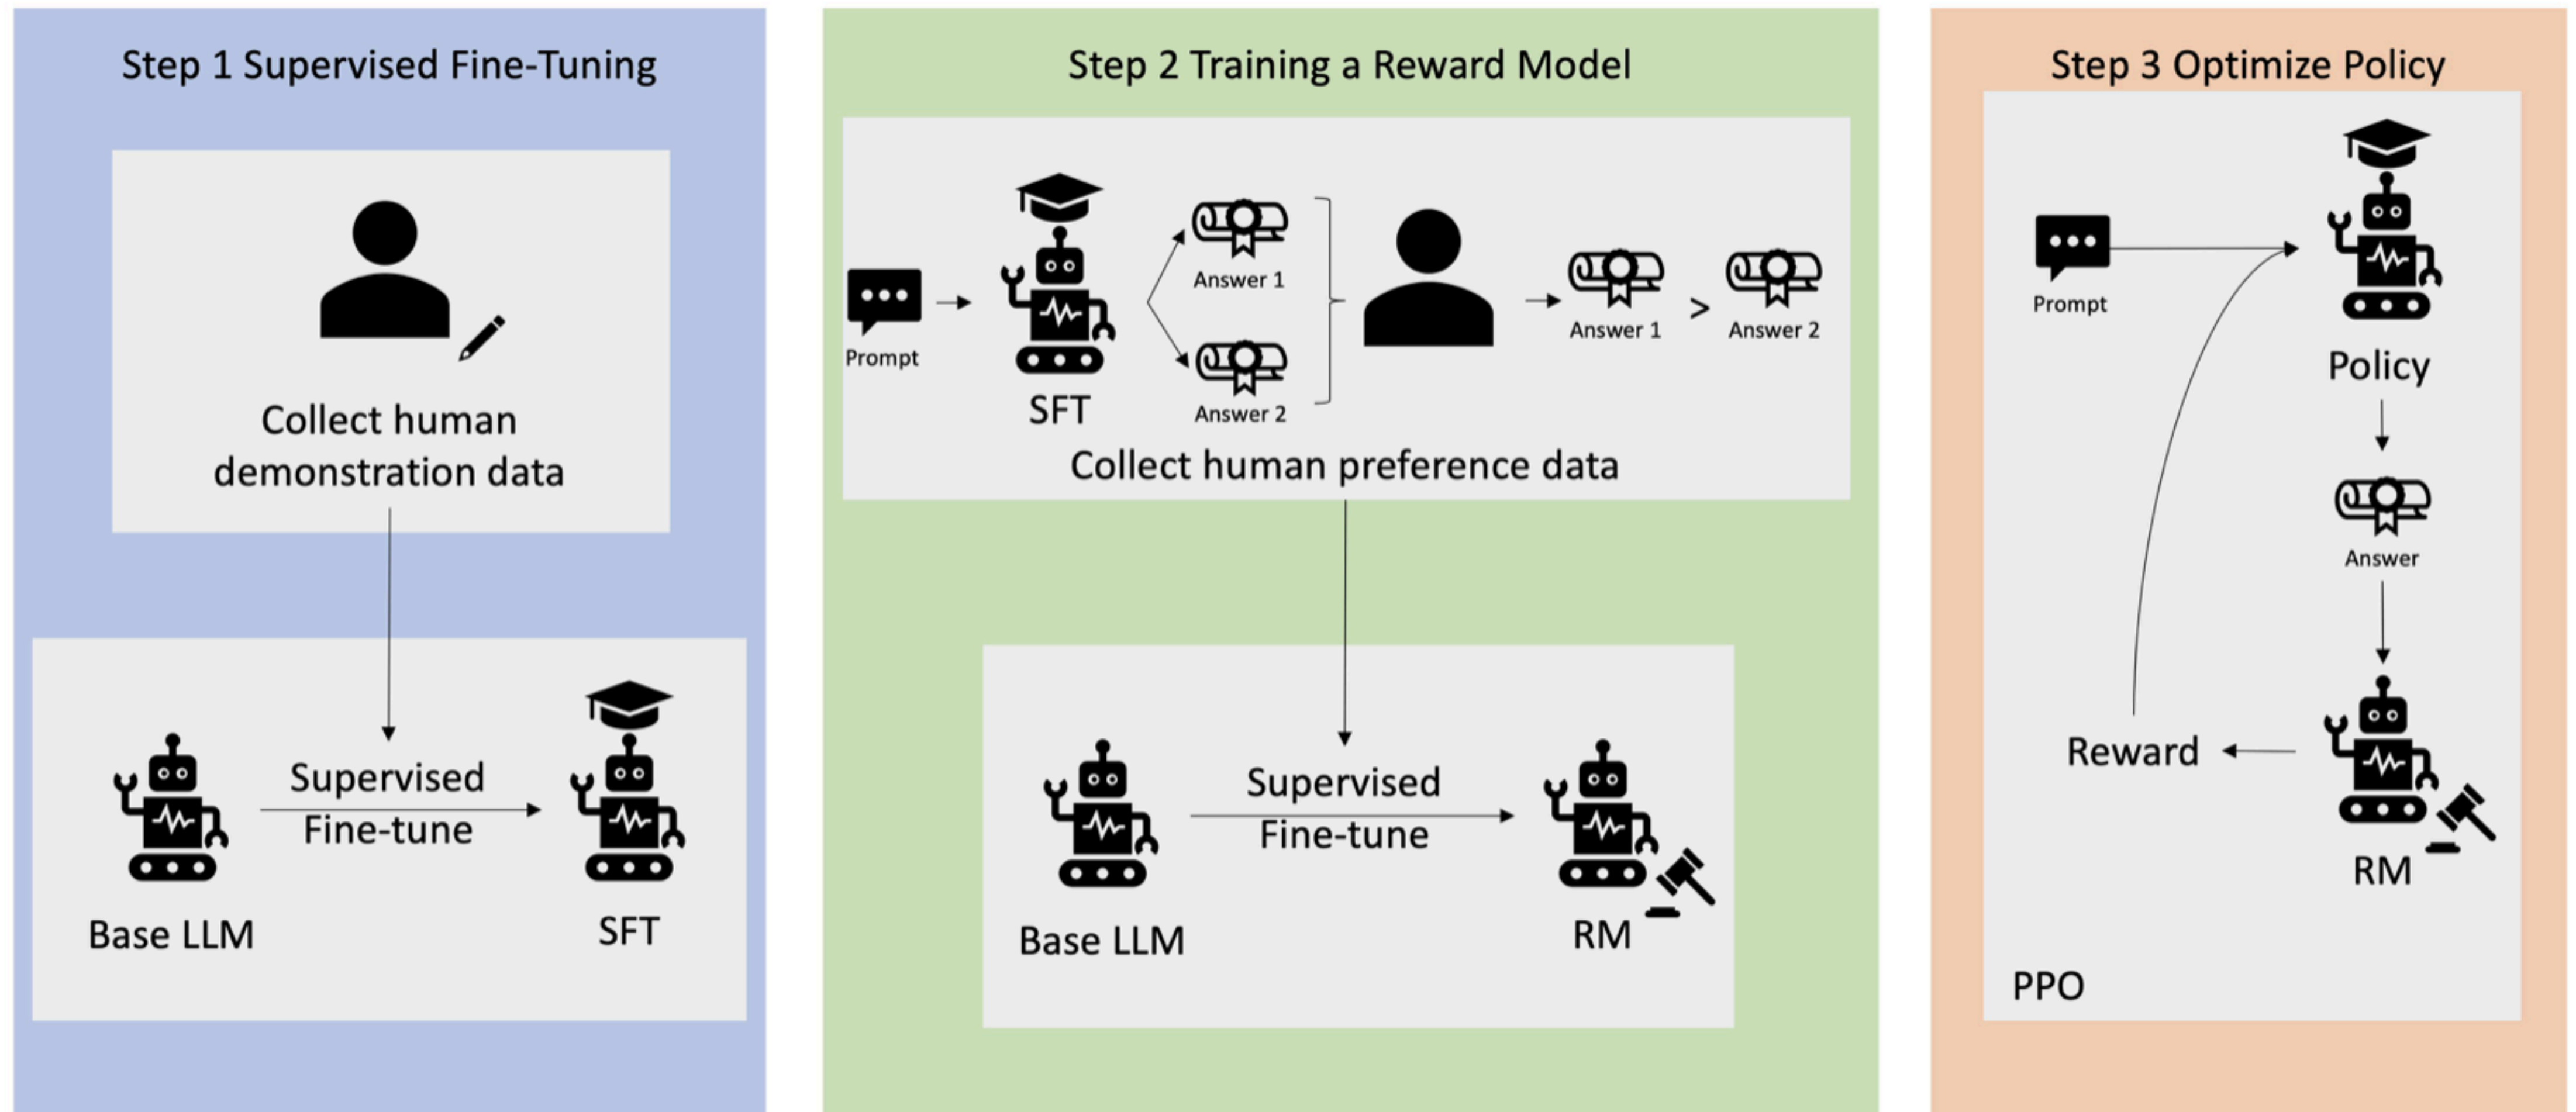 Step 1 Supervised Fine-Tuning
Collect human
demonstration data
Supervised
Fine-tune
Base LLM
SFT
Step 2 Training a Reward Model
Prompt
SFT
Answer 1
Answer 2
Answer 1 > Answer 2
Collect human preference data
Supervised
Fine-tune
Base LLM
RM
Step 3 Optimize Policy
Prompt
Policy
Answer
Reward
RM
PPO